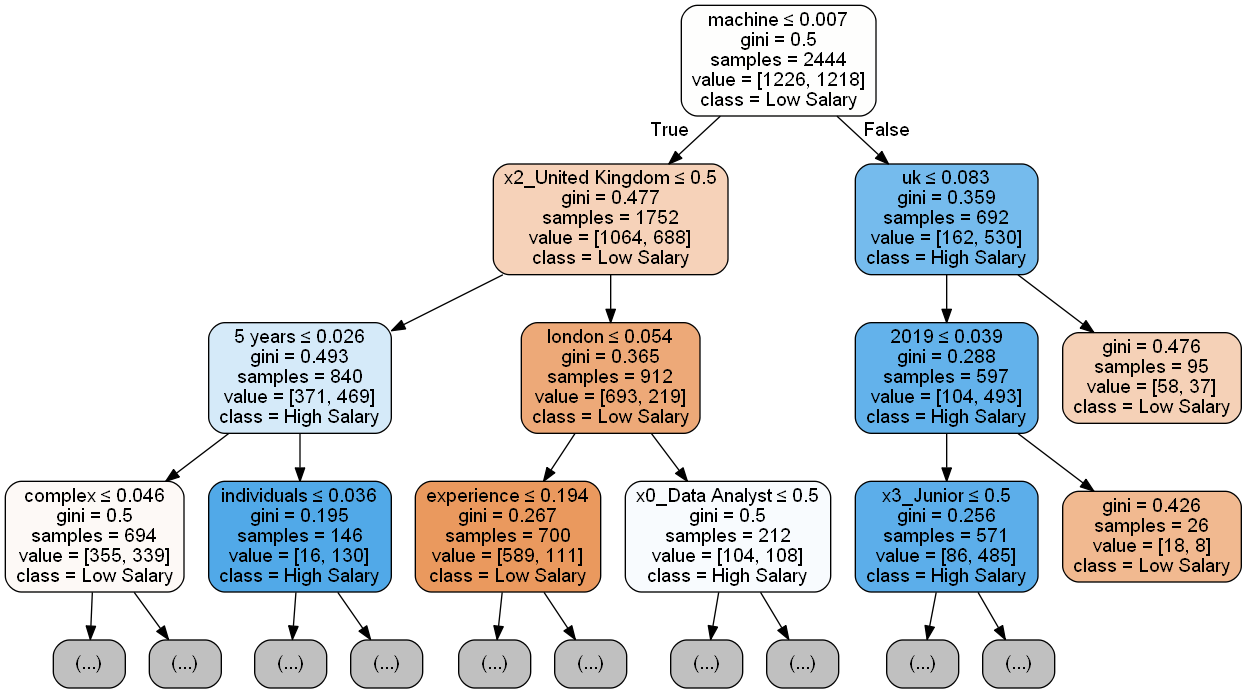 machine ≤ 0.007
gini = 0.5
samples = 2444
value = [1226, 1218]
class = Low Salary
True
False
x2_United Kingdom ≤ 0.5
gini = 0.477
samples = 1752
value = [1064, 688]
class = Low Salary
uk ≤ 0.083
gini = 0.359
samples = 692
value = [162, 530]
class = High Salary
5 years ≤ 0.026
gini = 0.493
samples = 840
value = [371, 469]
class = High Salary
london ≤ 0.054
gini = 0.365
samples = 912
value = [693, 219]
class = Low Salary
2019 ≤ 0.039
gini = 0.288
samples = 597
value = [104, 493]
class = High Salary
gini = 0.476
samples = 95
value = [58, 37]
class = Low Salary
complex ≤ 0.046
gini = 0.5
samples = 694
value = [355, 339]
class = Low Salary
individuals ≤ 0.036
gini = 0.195
samples = 146
value = [16, 130]
class = High Salary
experience ≤ 0.194
gini = 0.267
samples = 700
value = [589, 111]
class = Low Salary
x0_Data Analyst ≤ 0.5
gini = 0.5
samples = 212
value = [104, 108]
class = High Salary
x3_Junior ≤ 0.5
gini = 0.256
samples = 571
value = [86, 485]
class = High Salary
gini = 0.426
samples = 26
value = [18, 8]
class = Low Salary
(...)
(...)
(...)
(...)
(...)
(...)
(...)
(...)
(...)
(...)